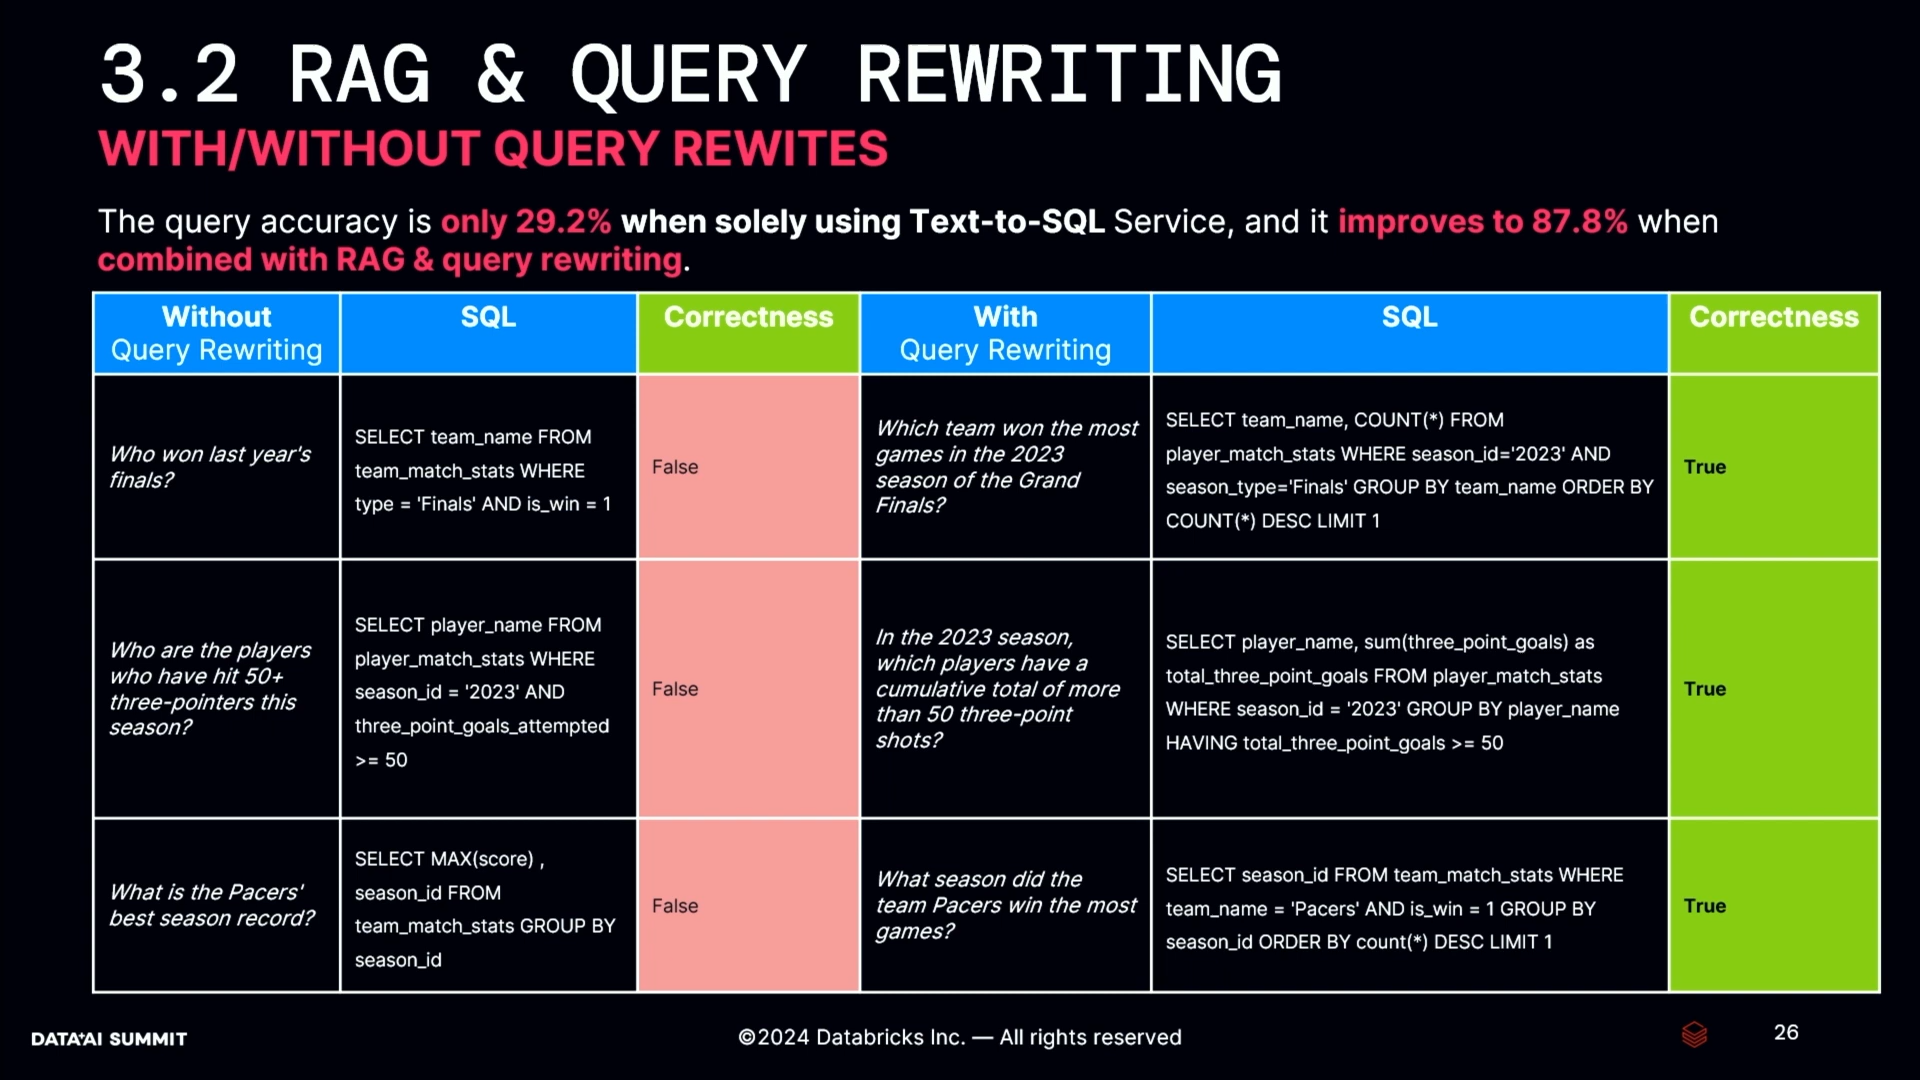 3.2 RAG & QUERY REWRITING
WITH/WITHOUT QUERY REWITES
The query accuracy is only 29.2% when solely using Text-to-SQL Service, and it improves to 87.8% when
combined with RAG & query rewriting.
Without
Query Rewriting
SQL
Correctness
With
Query Rewriting
SQL
Correctness
Who won last year's
finals?
SELECT team_name FROM
team_match_stats WHERE
type = 'Finals' AND is_win = 1
False
Which team won the most
games in the 2023
season of the Grand
Finals?
SELECT team_name, COUNT(*) FROM
player_match_stats WHERE season_id='2023' AND
season_type='Finals' GROUP BY team_name ORDER BY
COUNT(*) DESC LIMIT 1
True
Who are the players
who have hit 50+
three-pointers this
season?
SELECT player_name FROM
player_match_stats WHERE
season_id = '2023' AND
three_point_goals_attempted
>= 50
False
In the 2023 season,
which players have a
cumulative total of more
than 50 three-point
shots?
SELECT player_name, sum(three_point_goals) as
total_three_point_goals FROM player_match_stats
WHERE season_id = '2023' GROUP BY player_name
HAVING total_three_point_goals >= 50
True
What is the Pacers'
best season record?
SELECT MAX(score) ,
season_id FROM
team_match_stats GROUP BY
season_id
False
What season did the
team Pacers win the most
games?
SELECT season_id FROM team_match_stats WHERE
team_name = 'Pacers' AND is_win = 1 GROUP BY
season_id ORDER BY count(*) DESC LIMIT 1
True
DATA+AI SUMMIT
©2024 Databricks Inc. — All rights reserved
26